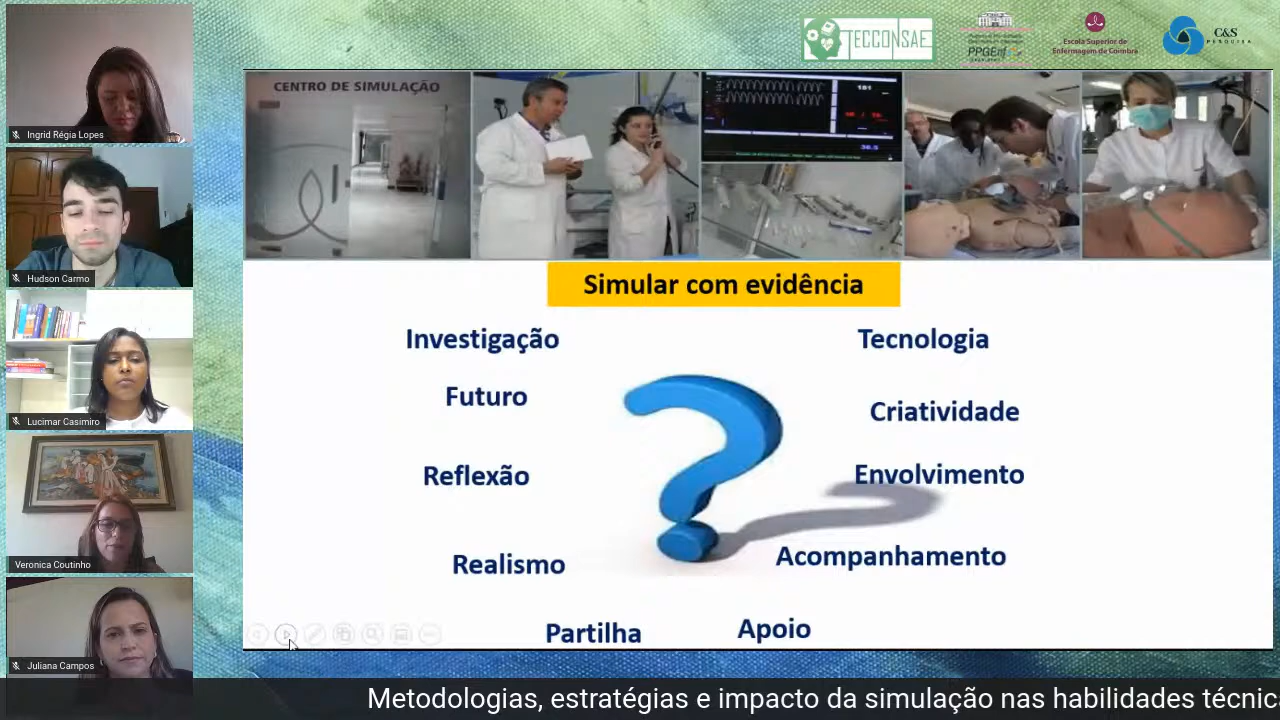 TECCONSAE
PPGEnf
Escola Superior de
Enfermagem de Coimbra
C&S
PESQUISA
CENTRO DE SIMULAÇÃO
Simular com evidência
Investigação
Tecnologia
Futuro
Criatividade
Reflexão
Envolvimento
Realismo
Acompanhamento
Partilha
Apoio
Ingrid Régia Lopes
Hudson Carmo
Lucimar Casimiro
Veronica Coutinho
Juliana Campos
Metodologias, estratégias e impacto da simulação nas habilidades técnic